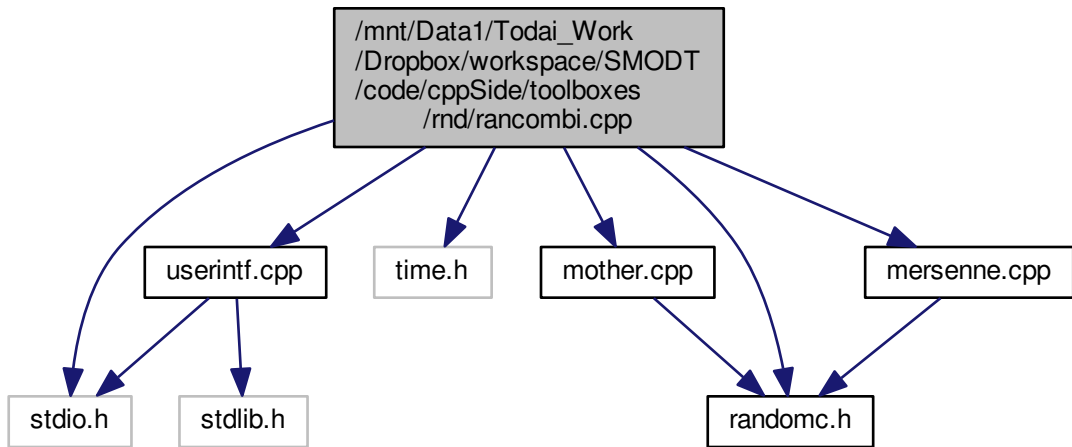 /mnt/Data1/Todai_Work
/Dropbox/workspace/SMODT
/code/cppSide/toolboxes
/rnd/rancombi.cpp
userintf.cpp
time.h
mother.cpp
mersenne.cpp
stdio.h
stdlib.h
randomc.h